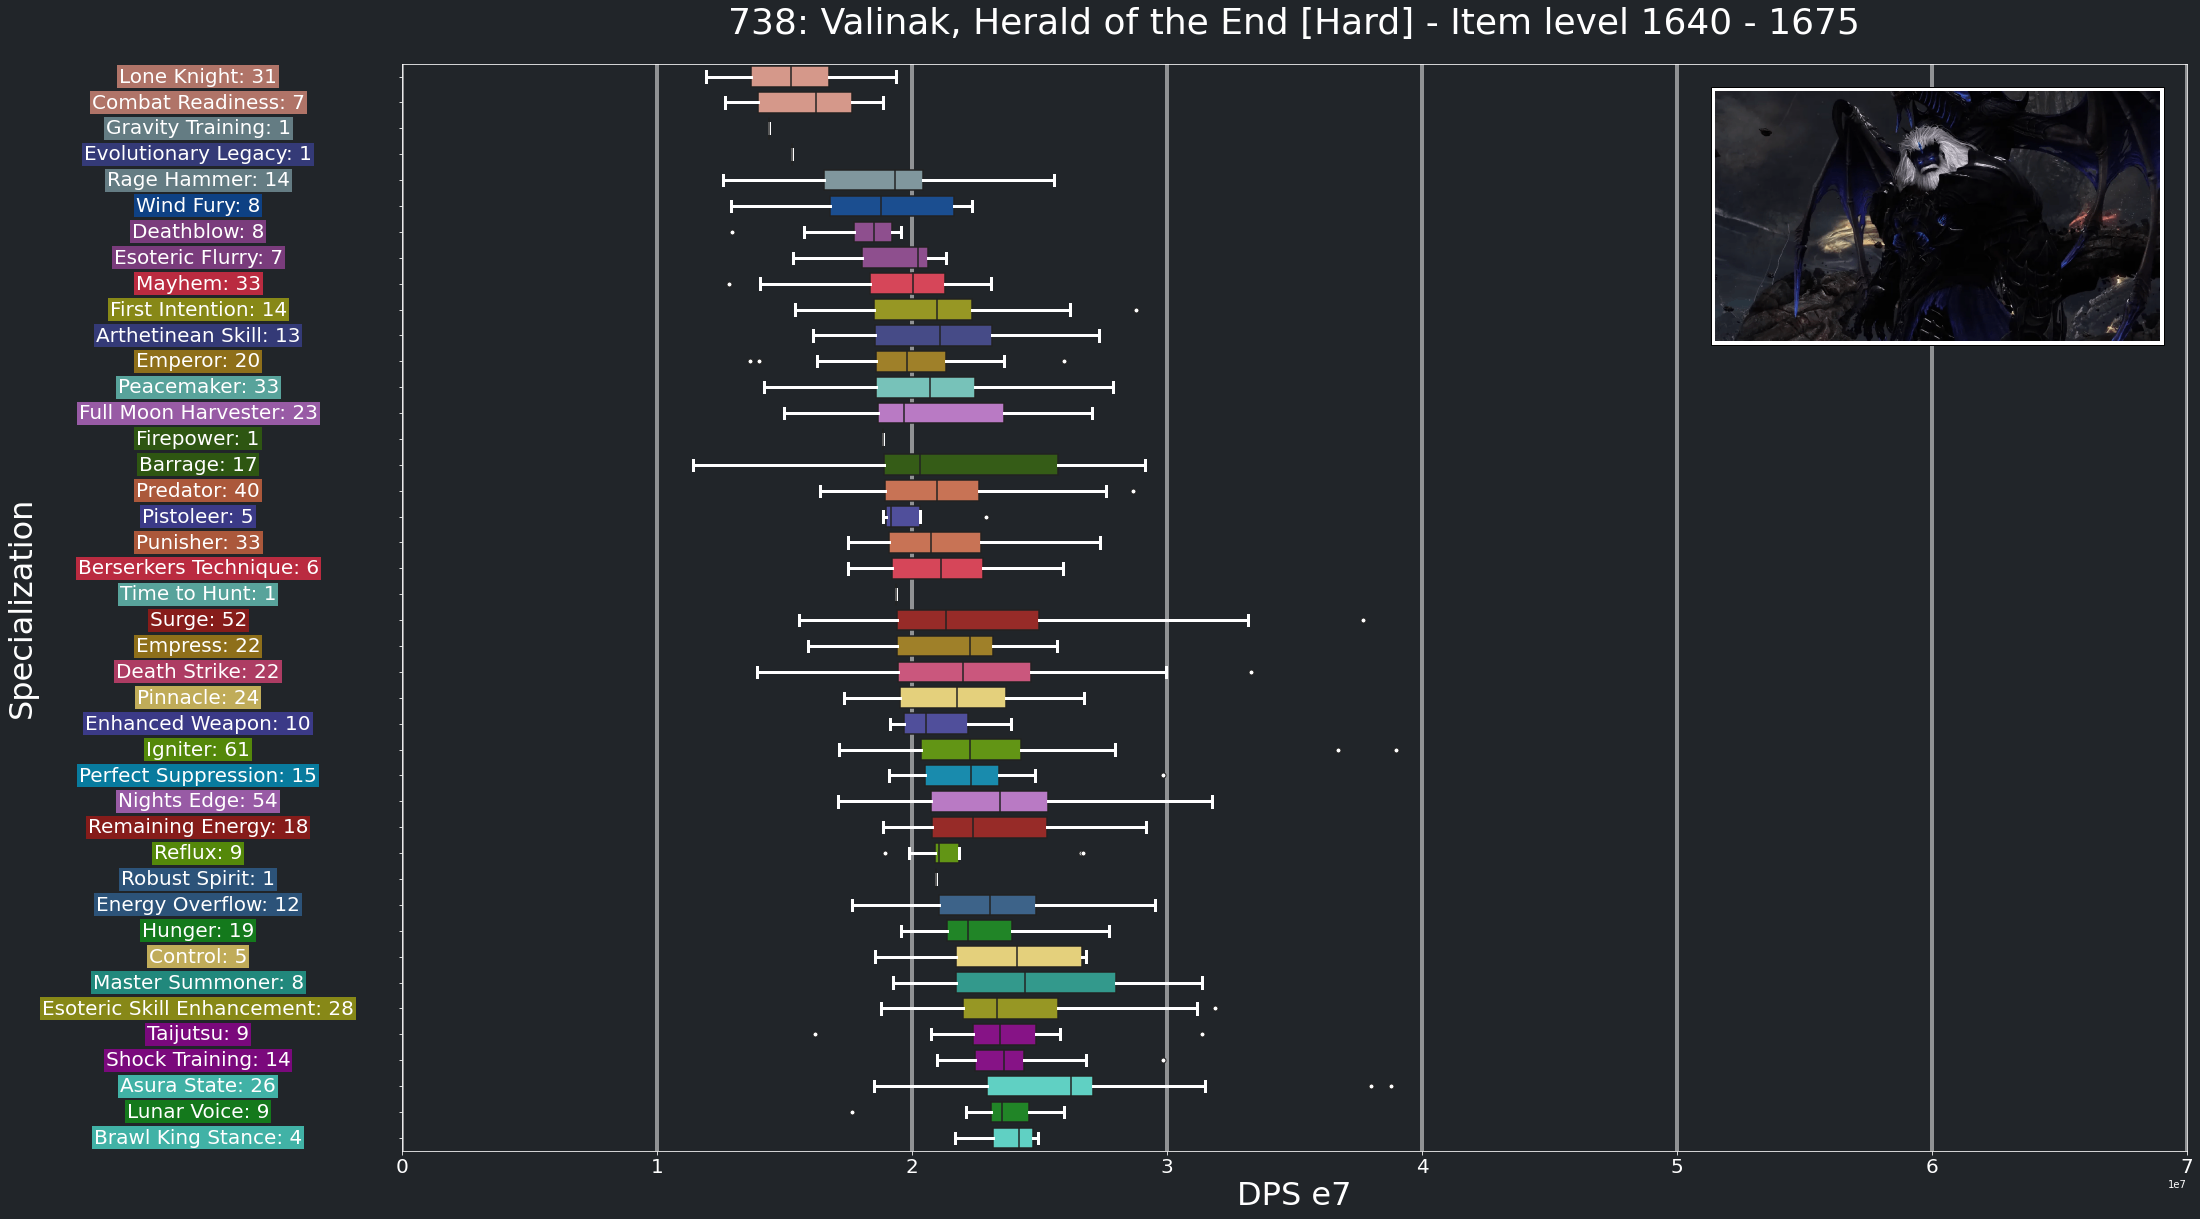 738: Valinak, Herald of the End [Hard] - Item level 1640 - 1675
Specialization
Lone Knight: 31
Combat Readiness: 7
Gravity Training: 1
Evolutionary Legacy: 1
Rage Hammer: 14
Wind Fury: 8
Deathblow: 8
Esoteric Flurry: 7
Mayhem: 33
First Intention: 14
Arthetinean Skill: 13
Emperor: 20
Peacemaker: 33
Full Moon Harvester: 23
Firepower: 1
Barrage: 17
Predator: 40
Pistoleer: 5
Punisher: 33
Berserkers Technique: 6
Time to Hunt: 1
Surge: 52
Empress: 22
Death Strike: 22
Pinnacle: 24
Enhanced Weapon: 10
Igniter: 61
Perfect Suppression: 15
Nights Edge: 54
Remaining Energy: 18
Reflux: 9
Robust Spirit: 1
Energy Overflow: 12
Hunger: 19
Control: 5
Master Summoner: 8
Esoteric Skill Enhancement: 28
Taijutsu: 9
Shock Training: 14
Asura State: 26
Lunar Voice: 9
Brawl King Stance: 4
0 1 2 3 4 5 6 7
DPS e7
1e7